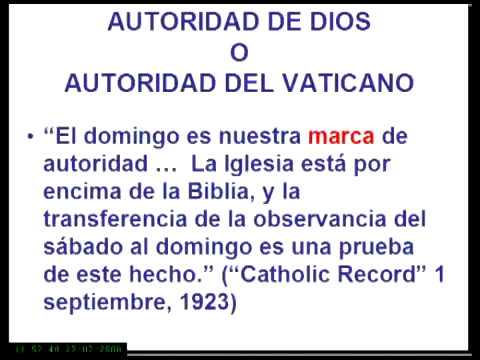 AUTORIDAD DE DIOS
O
AUTORIDAD DEL VATICANO
• “El domingo es nuestra marca de
autoridad … La Iglesia está por
encima de la Biblia, y la
transferencia de la observancia del
sábado al domingo es una prueba
de este hecho.” (“Catholic Record” 1
septiembre, 1923)